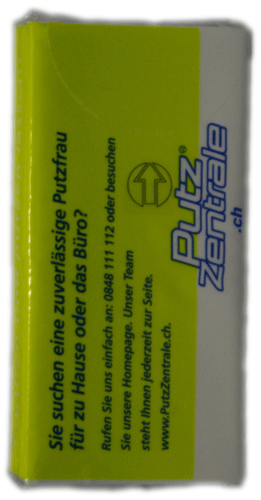 Sie suchen eine zuverlässige Putzfrau
für zu Hause oder das Büro?
Rufen Sie uns einfach an: 0848 111 112 oder besuchen
Sie unsere Homepage. Unser Team
steht Ihnen jederzeit zur Seite.
www.PutzZentrale.ch.
Putz®
Zentrale
.ch